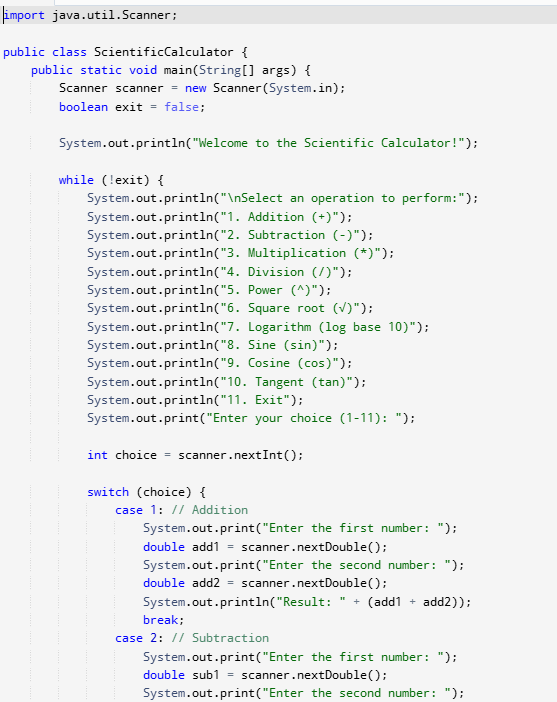 import java.util.Scanner;
public class ScientificCalculator {
public static void main(String[] args) {
Scanner scanner = new Scanner(System.in);
boolean exit = false;
System.out.println("Welcome to the Scientific Calculator!");
while (!exit) {
System.out.println("\nSelect an operation to perform:");
System.out.println("1. Addition (+)");
System.out.println("2. Subtraction (-)");
System.out.println("3. Multiplication (*)");
System.out.println("4. Division (/)");
System.out.println("5. Power (^)");
System.out.println("6. Square root (√)");
System.out.println("7. Logarithm (log base 10)");
System.out.println("8. Sine (sin)");
System.out.println("9. Cosine (cos)");
System.out.println("10. Tangent (tan)");
System.out.println("11. Exit");
System.out.print("Enter your choice (1-11): ");
int choice = scanner.nextInt();
switch (choice) {
case 1: // Addition
System.out.print("Enter the first number: ");
double add1 = scanner.nextDouble();
System.out.print("Enter the second number: ");
double add2 = scanner.nextDouble();
System.out.println("Result: " + (add1 + add2));
break;
case 2: // Subtraction
System.out.print("Enter the first number: ");
double sub1 = scanner.nextDouble();
System.out.print("Enter the second number: ");